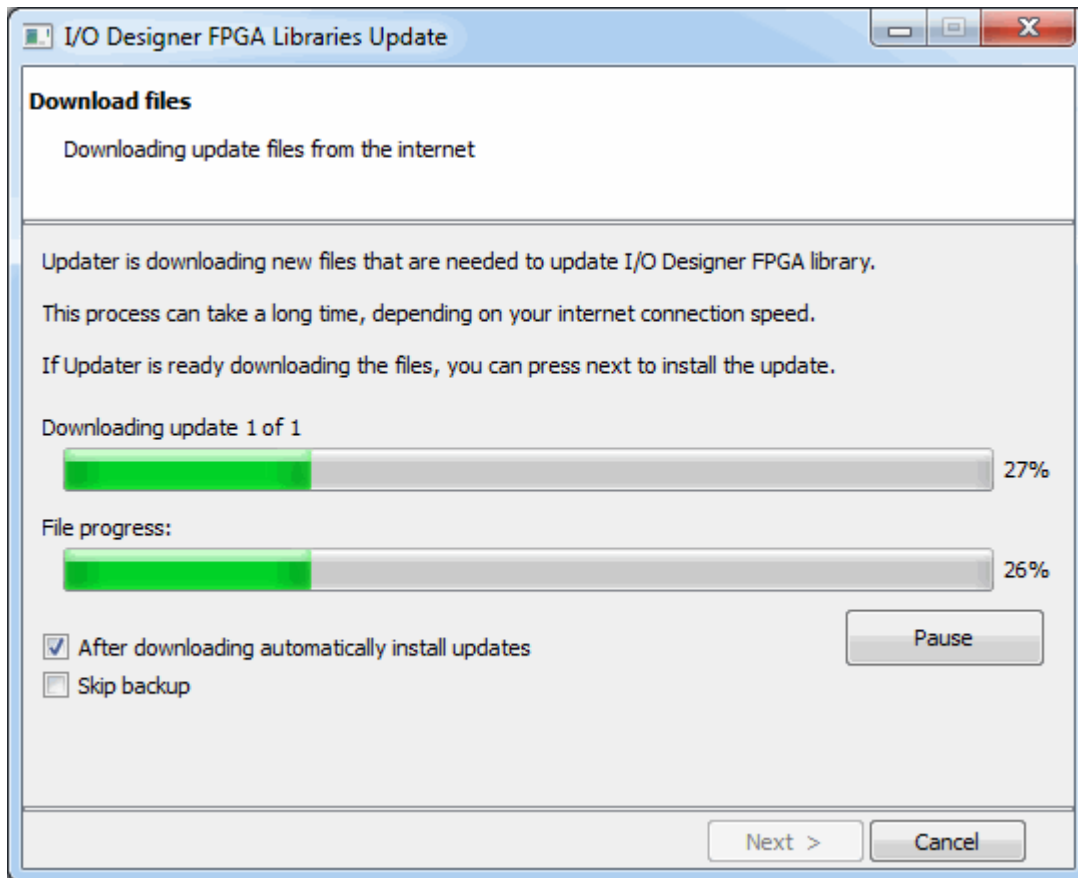 I/O Designer FPGA Libraries Update
Download files
Downloading update files from the internet
Updater is downloading new files that are needed to update I/O Designer FPGA library.
This process can take a long time, depending on your internet connection speed.
If Updater is ready downloading the files, you can press next to install the update.
Downloading update 1 of 1
27%
File progress:
26%
After downloading automatically install updates
Pause
Skip backup
Next >
Cancel